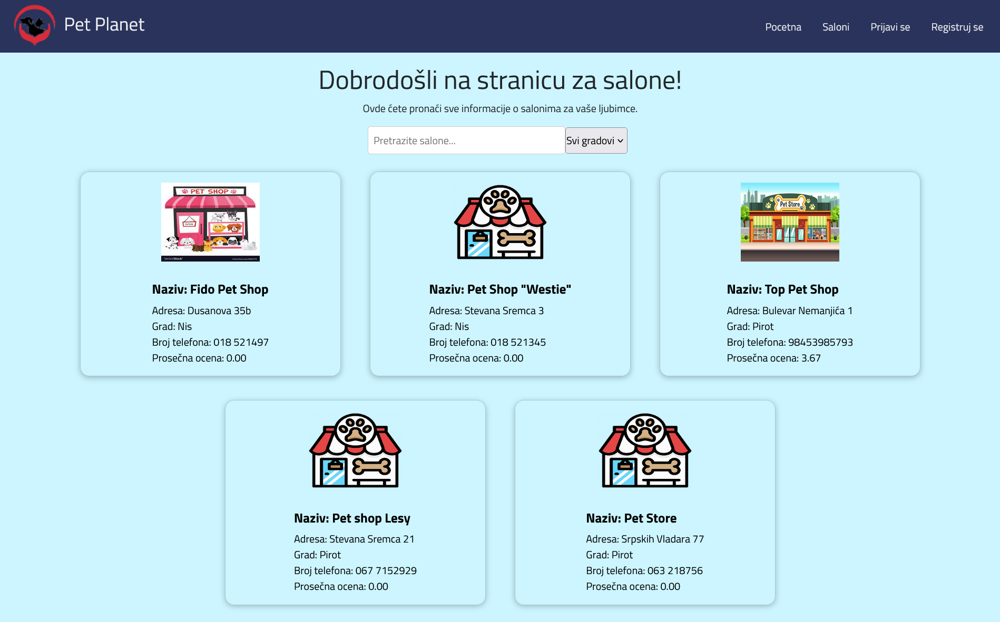 Pet Planet
Pocetna
Saloni
Prijavi se
Registruj se
Dobrodošli na stranicu za salone!
Ovde ćete pronaći sve informacije o salonima za vaše ljubimce.
Pretrazite salone...
Svi gradovi
PET SHOP
OPEN
VectorStock
Naziv: Fido Pet Shop
Adresa: Dusanova 35b
Grad: Nis
Broj telefona: 018 521497
Prosečna ocena: 0.00
Naziv: Pet Shop "Westie"
Adresa: Stevana Sremca 3
Grad: Nis
Broj telefona: 018 521345
Prosečna ocena: 0.00
Pet Store
Naziv: Top Pet Shop
Adresa: Bulevar Nemanjića 1
Grad: Pirot
Broj telefona: 98453985793
Prosečna ocena: 3.67
Naziv: Pet shop Lesy
Adresa: Stevana Sremca 21
Grad: Pirot
Broj telefona: 067 7152929
Prosečna ocena: 0.00
Naziv: Pet Store
Adresa: Srpskih Vladara 77
Grad: Pirot
Broj telefona: 063 218756
Prosečna ocena: 0.00